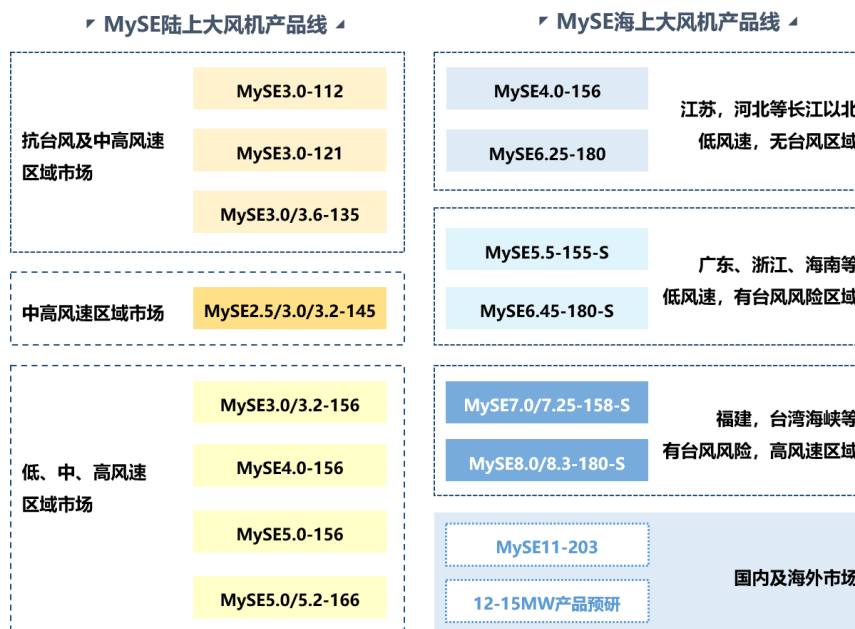 MySE陆上大风机产品线
抗台风及中高风速
区域市场
MySE3.0-112
MySE3.0-121
MySE3.0/3.6-135
中高风速区域市场
MySE2.5/3.0/3.2-145
低、中、高风速
区域市场
MySE3.0/3.2-156
MySE4.0-156
MySE5.0-156
MySE5.0/5.2-166
MySE海上大风机产品线
MySE4.0-156
MySE6.25-180
江苏，河北等长江以北
低风速，无台风区域
MySE5.5-155-S
MySE6.45-180-S
广东、浙江、海南等
低风速，有台风风险区域
MySE7.0/7.25-158-S
MySE8.0/8.3-180-S
福建，台湾海峡等
有台风风险，高风速区域
MySE11-203
12-15MW产品预研
国内及海外市场